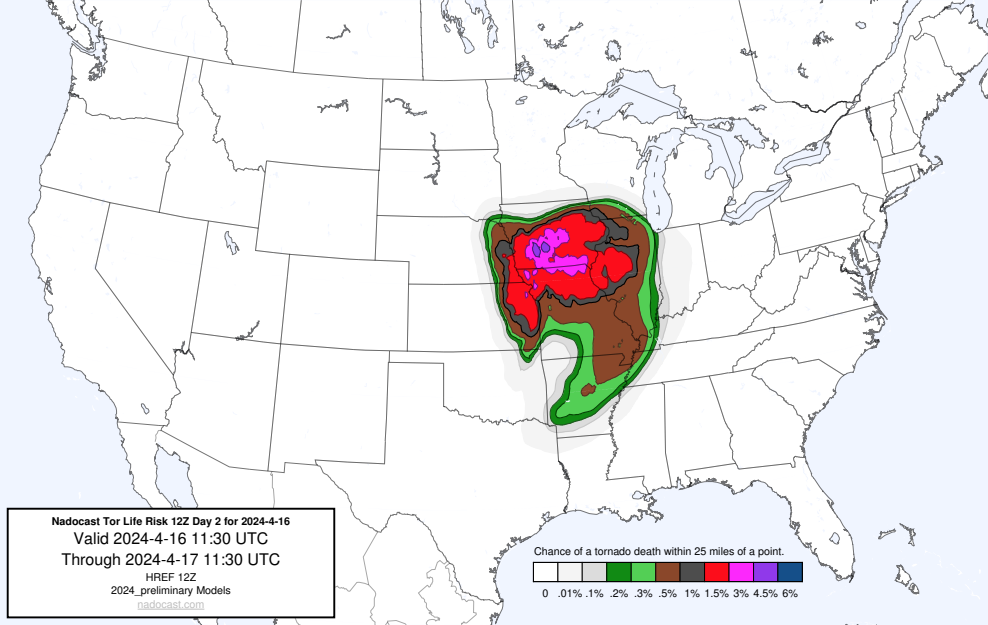 Nadocast Tor Life Risk 12Z Day 2 for 2024-4-16
Valid 2024-4-16 11:30 UTC
Through 2024-4-17 11:30 UTC
HREF 12Z
2024_preliminary Models
nadocast.com
Chance of a tornado death within 25 miles of a point.
0 .01% .1% .2% .3% .5% 1% 1.5% 3% 4.5% 6%